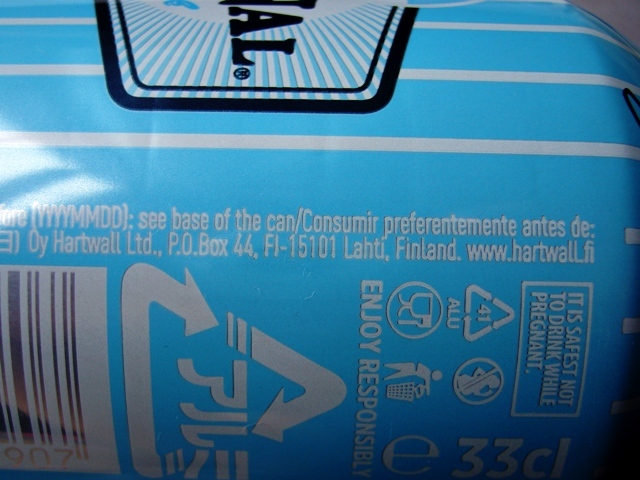 NAL®
(YYYYMMDD): see base of the can/Consumir preferentemente antes de:
日) Oy Hartwall Ltd., P.O.Box 44, FI-15101 Lahti, Finland. www.hartwall.fi
IT IS SAFEST NOT
TO DRINK WHILE
PREGNANT.
41
ALU
ENJOY RESPONSIBLY
アルミ
e 33cl